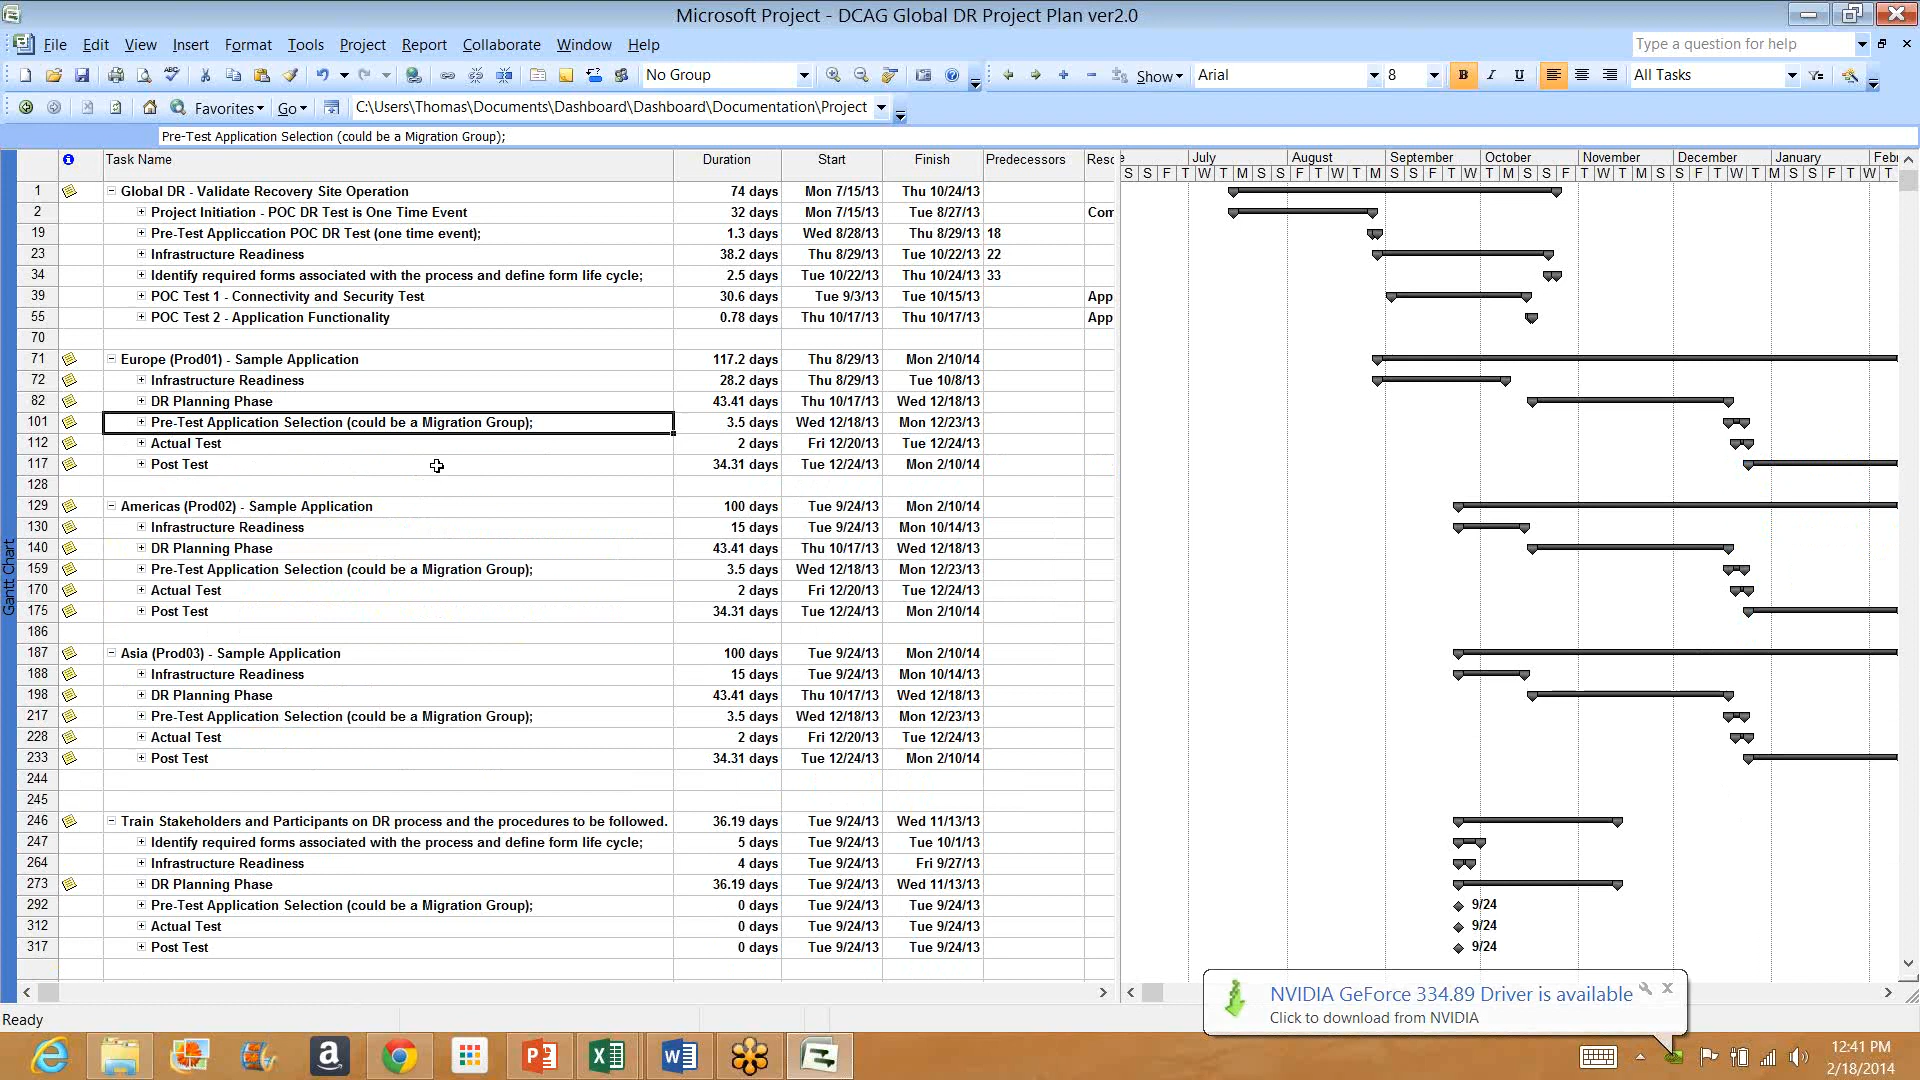 Microsoft Project - DCAG Global DR Project Plan ver2.0
File Edit View Insert Format Tools Project Report Collaborate Window Help Type a question for help
No Group Show Arial 8 B I U All Tasks
Favorites Go C:\Users\Thomas\Documents\Dashboard\Dashboard\Documentation\Project
Pre-Test Application Selection (could be a Migration Group);
Task Name Duration Start Finish Predecessors Resc
e July August September October November December January Feb
S S F T W T M S S F T W T M S S F T W T M S S F T W T M S S F T W T
1 Global DR - Validate Recovery Site Operation 74 days Mon 7/15/13 Thu 10/24/13
2 Project Initiation - POC DR Test is One Time Event 32 days Mon 7/15/13 Tue 8/27/13 Com
19 Pre-Test Appliccation POC DR Test (one time event); 1.3 days Wed 8/28/13 Thu 8/29/13 18
23 Infrastructure Readiness 38.2 days Thu 8/29/13 Tue 10/22/13 22
34 Identify required forms associated with the process and define form life cycle; 2.5 days Tue 10/22/13 Thu 10/24/13 33
39 POC Test 1 - Connectivity and Security Test 30.6 days Tue 9/3/13 Tue 10/15/13 App
55 POC Test 2 - Application Functionality 0.78 days Thu 10/17/13 Thu 10/17/13 App
70
71 Europe (Prod01) - Sample Application 117.2 days Thu 8/29/13 Mon 2/10/14
72 Infrastructure Readiness 28.2 days Thu 8/29/13 Tue 10/8/13
82 DR Planning Phase 43.41 days Thu 10/17/13 Wed 12/18/13
101 Pre-Test Application Selection (could be a Migration Group); 3.5 days Wed 12/18/13 Mon 12/23/13
112 Actual Test 2 days Fri 12/20/13 Tue 12/24/13
117 Post Test 34.31 days Tue 12/24/13 Mon 2/10/14
128
129 Americas (Prod02) - Sample Application 100 days Tue 9/24/13 Mon 2/10/14
130 Infrastructure Readiness 15 days Tue 9/24/13 Mon 10/14/13
140 DR Planning Phase 43.41 days Thu 10/17/13 Wed 12/18/13
159 Pre-Test Application Selection (could be a Migration Group); 3.5 days Wed 12/18/13 Mon 12/23/13
170 Actual Test 2 days Fri 12/20/13 Tue 12/24/13
175 Post Test 34.31 days Tue 12/24/13 Mon 2/10/14
186
187 Asia (Prod03) - Sample Application 100 days Tue 9/24/13 Mon 2/10/14
188 Infrastructure Readiness 15 days Tue 9/24/13 Mon 10/14/13
198 DR Planning Phase 43.41 days Thu 10/17/13 Wed 12/18/13
217 Pre-Test Application Selection (could be a Migration Group); 3.5 days Wed 12/18/13 Mon 12/23/13
228 Actual Test 2 days Fri 12/20/13 Tue 12/24/13
233 Post Test 34.31 days Tue 12/24/13 Mon 2/10/14
244
245
246 Train Stakeholders and Participants on DR process and the procedures to be followed. 36.19 days Tue 9/24/13 Wed 11/13/13
247 Identify required forms associated with the process and define form life cycle; 5 days Tue 9/24/13 Tue 10/1/13
264 Infrastructure Readiness 4 days Tue 9/24/13 Fri 9/27/13
273 DR Planning Phase 36.19 days Tue 9/24/13 Wed 11/13/13
292 Pre-Test Application Selection (could be a Migration Group); 0 days Tue 9/24/13 Tue 9/24/13 9/24
312 Actual Test 0 days Tue 9/24/13 Tue 9/24/13 9/24
317 Post Test 0 days Tue 9/24/13 Tue 9/24/13 9/24
Gantt Chart
NVIDIA GeForce 334.89 Driver is available
Click to download from NVIDIA
Ready
12:41 PM
2/18/2014